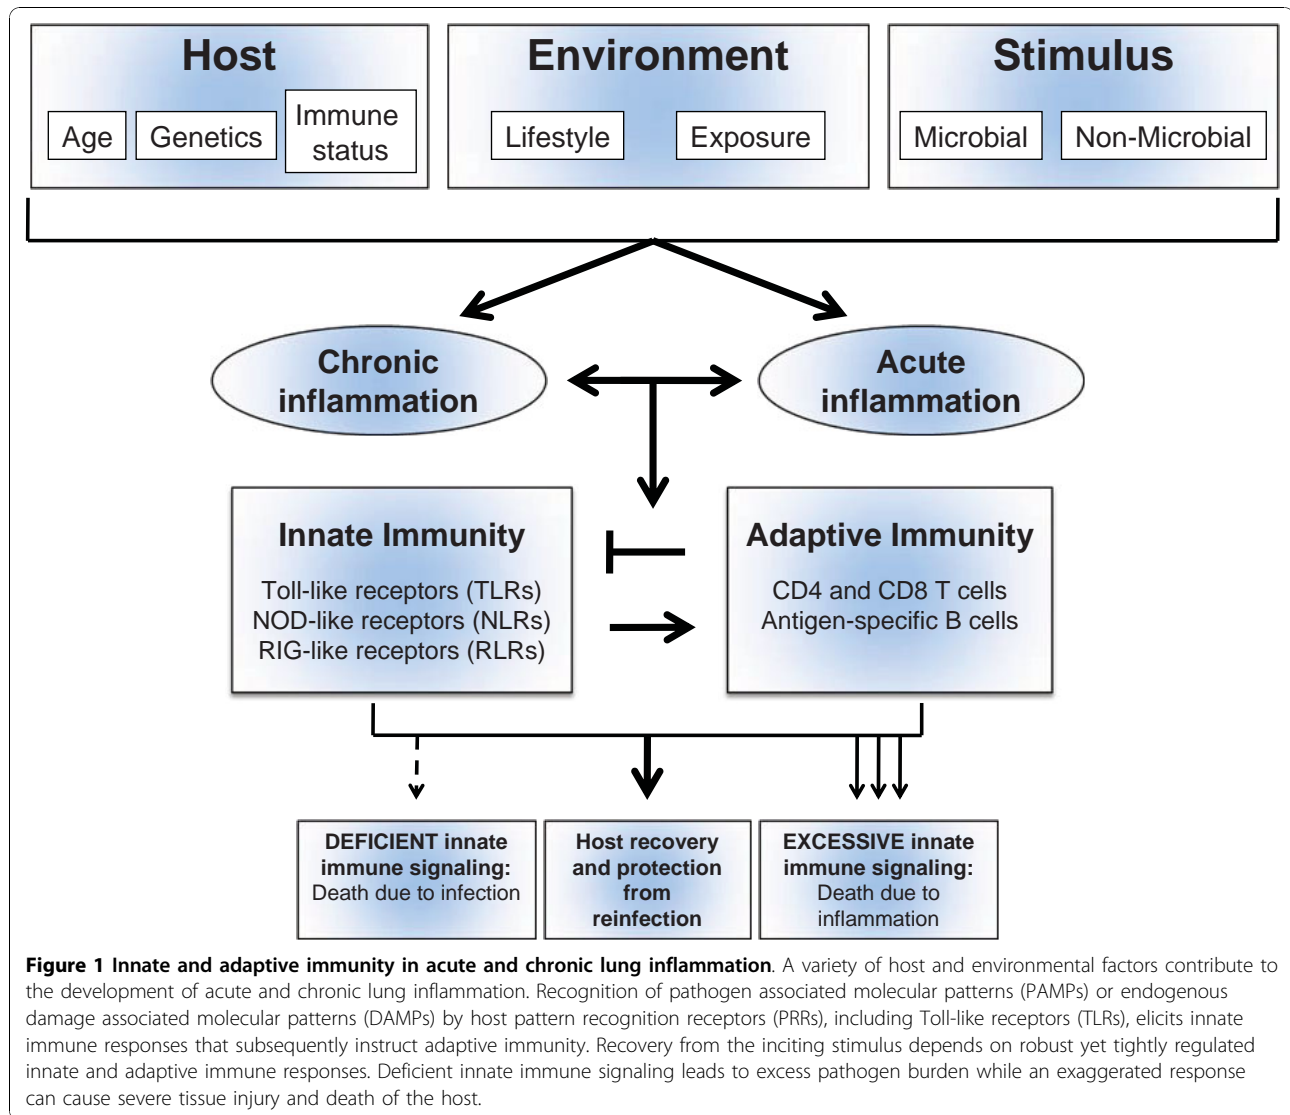 Host
Environment
Stimulus
Age
Genetics
Immune
status
Lifestyle
Exposure
Microbial
Non-Microbial
Chronic
inflammation
Acute
inflammation
Innate Immunity
Toll-like receptors (TLRs)
NOD-like receptors (NLRs)
RIG-like receptors (RLRs)
Adaptive Immunity
CD4 and CD8 T cells
Antigen-specific B cells
DEFICIENT innate
immune signaling:
Death due to infection
Host recovery
and protection
from
reinfection
EXCESSIVE innate
immune signaling:
Death due to
inflammation
Figure 1 Innate and adaptive immunity in acute and chronic lung inflammation. A variety of host and environmental factors contribute to
the development of acute and chronic lung inflammation. Recognition of pathogen associated molecular patterns (PAMPs) or endogenous
damage associated molecular patterns (DAMPs) by host pattern recognition receptors (PRRs), including Toll-like receptors (TLRs), elicits innate
immune responses that subsequently instruct adaptive immunity. Recovery from the inciting stimulus depends on robust yet tightly regulated
innate and adaptive immune responses. Deficient innate immune signaling leads to excess pathogen burden while an exaggerated response
can cause severe tissue injury and death of the host.